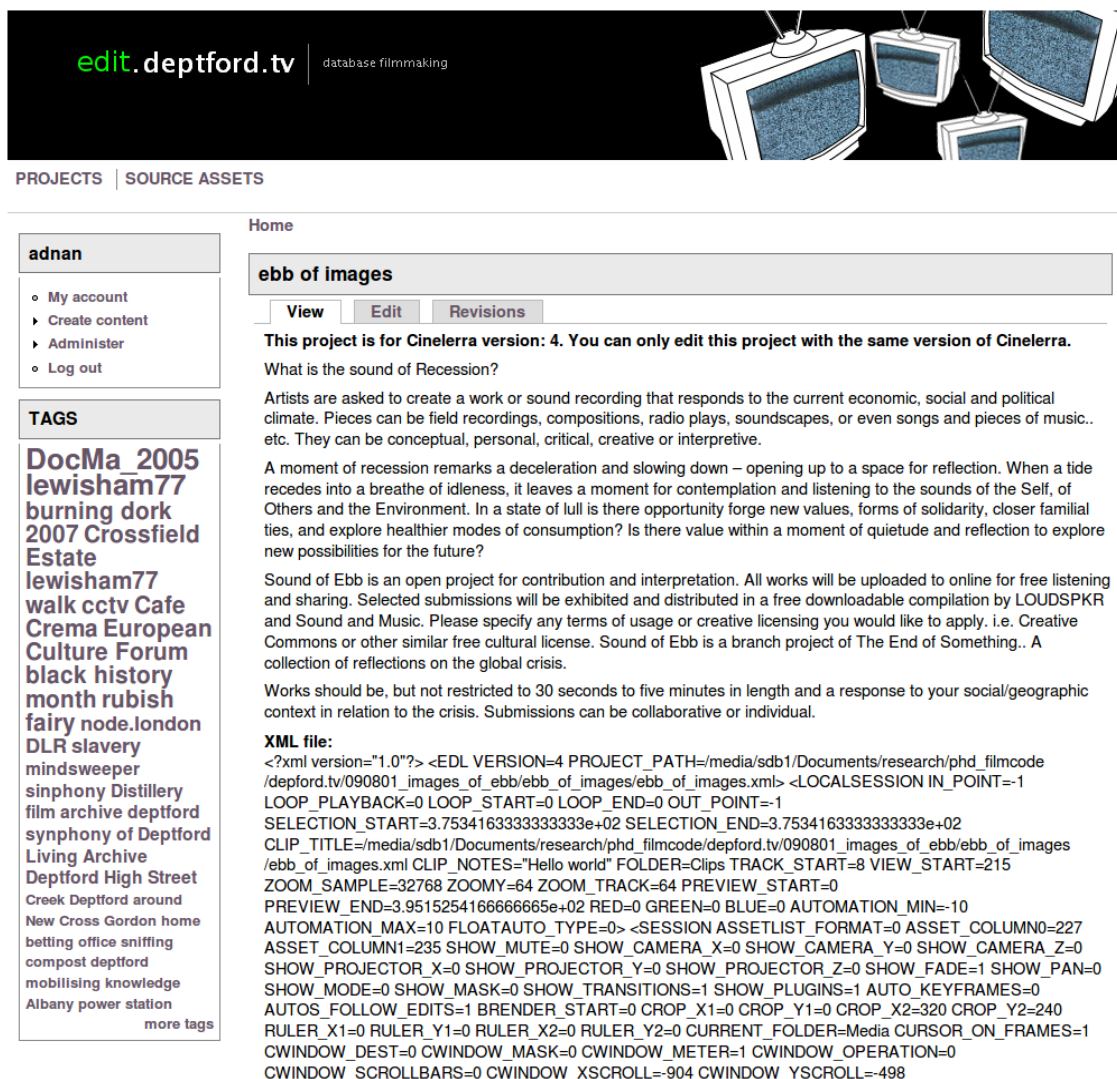 edit.deptford.tv
database filmmaking
PROJECTS
SOURCE ASSETS
adnan
My account
Create content
Administer
Log out
TAGS
DocMa_2005
lewisham77
burning dork
2007 Crossfield
Estate
lewisham77
walk cctv Cafe
Crema European
Culture Forum
black history
month rubish
fairy node.london
DLR slavery
mindsweeper
sinphony Distillery
film archive deptford
synphony of Deptford
Living Archive
Deptford High Street
Creek Deptford around
New Cross Gordon home
betting office sniffing
compost deptford
mobilising knowledge
Albany power station
more tags
Home
ebb of images
View Edit Revisions
This project is for Cinelerra version: 4. You can only edit this project with the same version of Cinelerra.
What is the sound of Recession?
Artists are asked to create a work or sound recording that responds to the current economic, social and political
climate. Pieces can be field recordings, compositions, radio plays, soundscapes, or even songs and pieces of music..
etc. They can be conceptual, personal, critical, creative or interpretive.
A moment of recession remarks a deceleration and slowing down – opening up to a space for reflection. When a tide
recedes into a breathe of idleness, it leaves a moment for contemplation and listening to the sounds of the Self, of
Others and the Environment. In a state of lull is there opportunity forge new values, forms of solidarity, closer familial
ties, and explore healthier modes of consumption? Is there value within a moment of quietude and reflection to explore
new possibilities for the future?
Sound of Ebb is an open project for contribution and interpretation. All works will be uploaded to online for free listening
and sharing. Selected submissions will be exhibited and distributed in a free downloadable compilation by LOUDSPKR
and Sound and Music. Please specify any terms of usage or creative licensing you would like to apply. i.e. Creative
Commons or other similar free cultural license. Sound of Ebb is a branch project of The End of Something.. A
collection of reflections on the global crisis.
Works should be, but not restricted to 30 seconds to five minutes in length and a response to your social/geographic
context in relation to the crisis. Submissions can be collaborative or individual.
XML file:
<?xml version="1.0"?> <EDL VERSION=4 PROJECT_PATH=/media/sdb1/Documents/research/phd_filmcode
/depford.tv/090801_images_of_ebb/ebb_of_images/ebb_of_images.xml> <LOCALSESSION IN_POINT=-1
LOOP_PLAYBACK=0 LOOP_START=0 LOOP_END=0 OUT_POINT=-1
SELECTION_START=3.7534163333333333e+02 SELECTION_END=3.7534163333333333e+02
CLIP_TITLE=/media/sdb1/Documents/research/phd_filmcode/depford.tv/090801_images_of_ebb/ebb_of_images
/ebb_of_images.xml CLIP_NOTES="Hello world" FOLDER=Clips TRACK_START=8 VIEW_START=215
ZOOM_SAMPLE=32768 ZOOMY=64 ZOOM_TRACK=64 PREVIEW_START=0
PREVIEW_END=3.9515254166666665e+02 RED=0 GREEN=0 BLUE=0 AUTOMATION_MIN=-10
AUTOMATION_MAX=10 FLOATAUTO_TYPE=0> <SESSION ASSETLIST_FORMAT=0 ASSET_COLUMN0=227
ASSET_COLUMN1=235 SHOW_MUTE=0 SHOW_CAMERA_X=0 SHOW_CAMERA_Y=0 SHOW_CAMERA_Z=0
SHOW_PROJECTOR_X=0 SHOW_PROJECTOR_Y=0 SHOW_PROJECTOR_Z=0 SHOW_FADE=1 SHOW_PAN=0
SHOW_MODE=0 SHOW_MASK=0 SHOW_TRANSITIONS=1 SHOW_PLUGINS=1 AUTO_KEYFRAMES=0
AUTOS_FOLLOW_EDITS=1 BRENDER_START=0 CROP_X1=0 CROP_Y1=0 CROP_X2=320 CROP_Y2=240
RULER_X1=0 RULER_Y1=0 RULER_X2=0 RULER_Y2=0 CURRENT_FOLDER=Media CURSOR_ON_FRAMES=1
CWINDOW_DEST=0 CWINDOW_MASK=0 CWINDOW_METER=1 CWINDOW_OPERATION=0
CWINDOW_SCROLLBARS=0 CWINDOW_XSCROLL=-904 CWINDOW_YSCROLL=-498